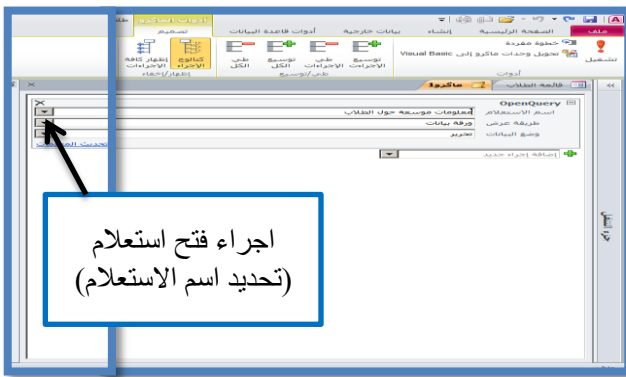 أدوات الماكرو
ملف الصفحة الرئيسية إنشاء بيانات خارجية أدوات قاعدة البيانات تصميم
تشغيل
خطوة مفردة
تحويل وحدات ماكرو إلى Visual Basic
توسيع الإجراءات طي الإجراءات توسيع الكل طي الكل
كتالوج الإجراء إظهار كافة الإجراءات
أدوات طي/توسيع إظهار/إخفاء
قائمة الطلاب ماكرو1
OpenQuery
اسم الاستعلام معلومات موسعة حول الطلاب
طريقة عرض ورقة بيانات
وضع البيانات تحرير
إضافة إجراء جديد
جزء التنقل
اجراء فتح استعلام
(تحديد اسم الاستعلام)